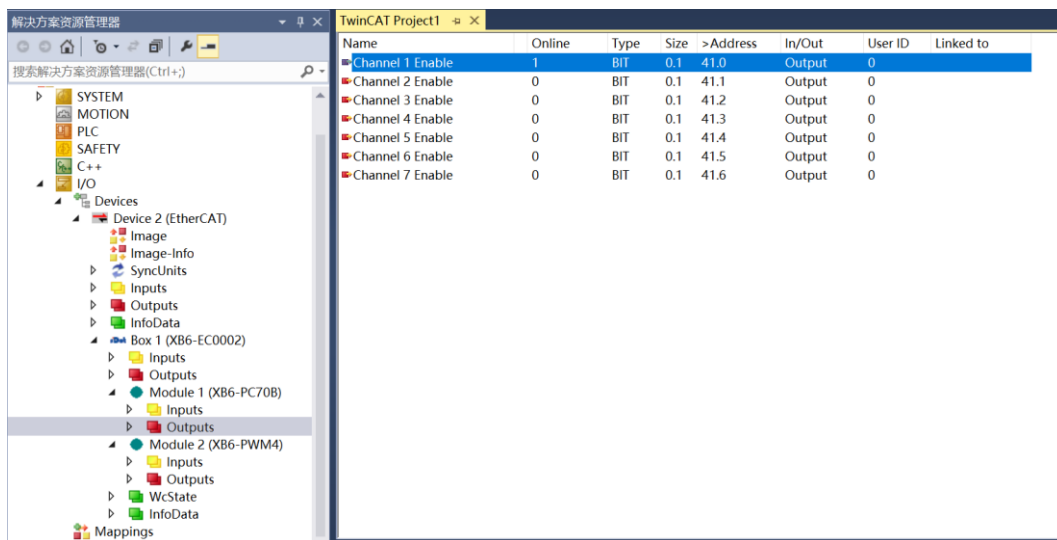 解决方案资源管理器
搜索解决方案资源管理器(Ctrl+;)
SYSTEM
MOTION
PLC
SAFETY
C++
I/O
Devices
Device 2 (EtherCAT)
Image
Image-Info
SyncUnits
Inputs
Outputs
InfoData
Box 1 (XB6-EC0002)
Inputs
Outputs
Module 1 (XB6-PC70B)
Inputs
Outputs
Module 2 (XB6-PWM4)
Inputs
Outputs
WcState
InfoData
Mappings
TwinCAT Project1
Name Online Type Size >Address In/Out User ID Linked to
Channel 1 Enable 1 BIT 0.1 41.0 Output 0
Channel 2 Enable 0 BIT 0.1 41.1 Output 0
Channel 3 Enable 0 BIT 0.1 41.2 Output 0
Channel 4 Enable 0 BIT 0.1 41.3 Output 0
Channel 5 Enable 0 BIT 0.1 41.4 Output 0
Channel 6 Enable 0 BIT 0.1 41.5 Output 0
Channel 7 Enable 0 BIT 0.1 41.6 Output 0